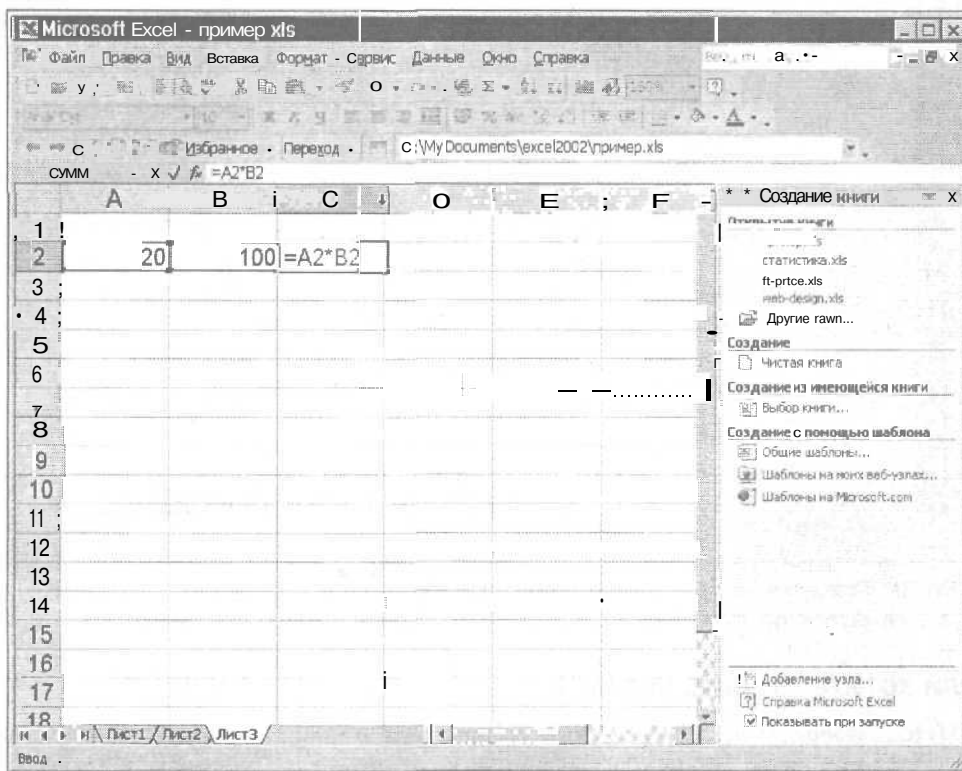 Microsoft Excel - пример xls
Файл Правка Вид Вставка Формат - Сервис Данные Окно Справка
Избранное - Переход - C:\My Documents\excel2002\пример.xls
СУММ - X √ fx =A2*B2
A B i C O E ; F
Создание книги
1
2 20 100 =A2*B2
3
4
5
6
7
8
9
10
11
12
13
14
15
16
17
18
статистика.xls
ft-prtce.xls
web-design.xls
Другие rawn...
Создание
Чистая книга
Создание из имеющейся книги
Выбор книги...
Создание с помощью шаблона
Общие шаблоны...
Шаблоны на моих веб-узлах...
Шаблоны на Microsoft.com
Добавление узла...
Справка Microsoft Excel
Показывать при запуске
Лист1 / Лист2 \ Лист3 /
Ввод